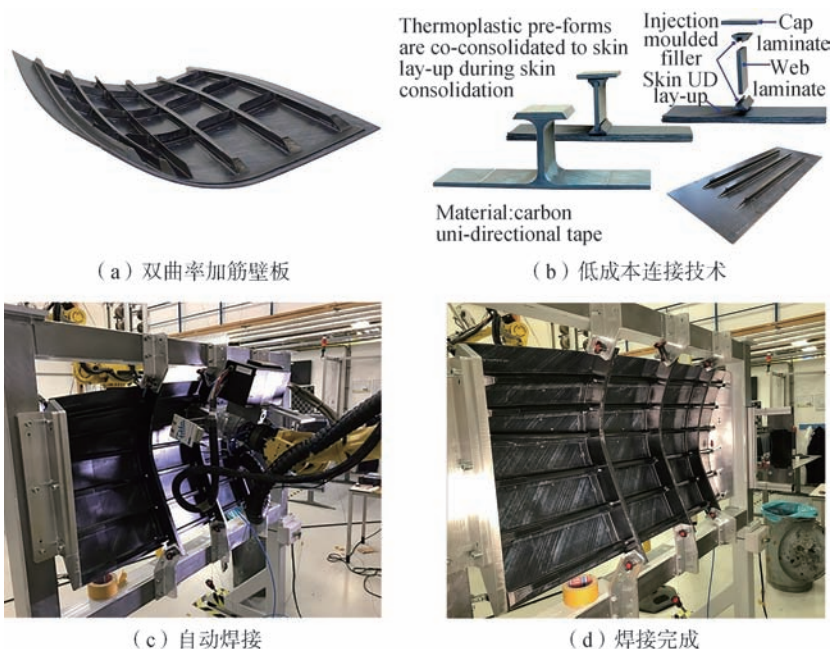 Thermoplastic pre-forms
are co-consolidated to skin
lay-up during skin
consolidation
Injection
moulded
filler
Skin UD
lay-up
Cap
laminate
Web
laminate
Material:carbon
uni-directional tape
(a)双曲率加筋壁板
(b)低成本连接技术
(c)自动焊接
(d)焊接完成